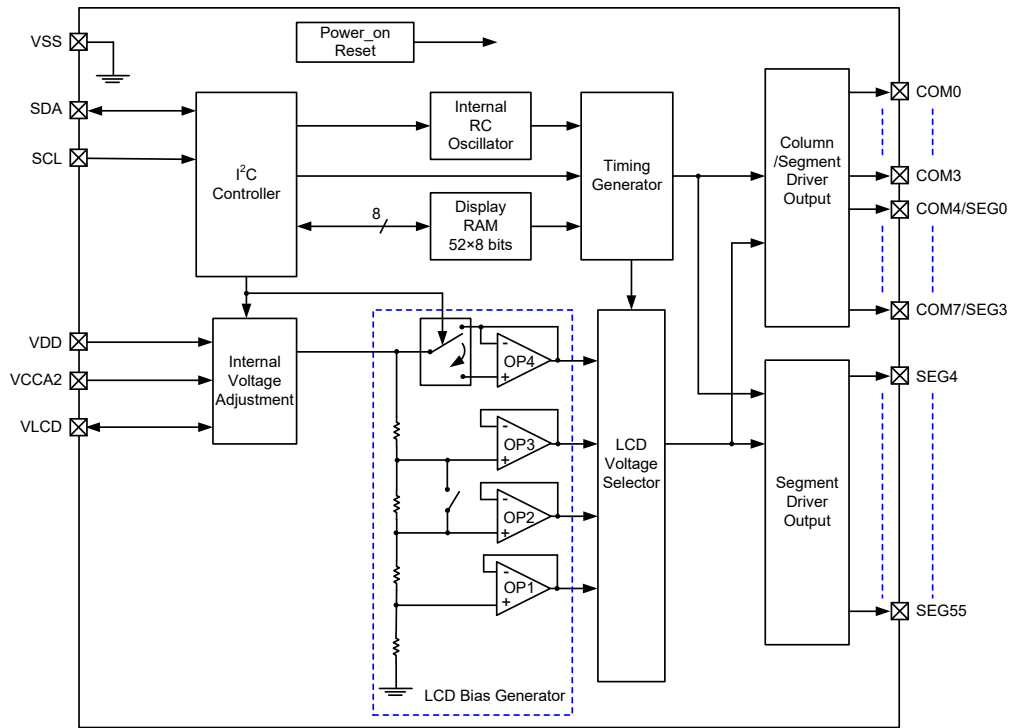 VSS
Power_on
Reset
SDA
SCL
I²C
Controller
Internal
RC
Oscillator
8
Display
RAM
52×8 bits
Timing
Generator
Column
/Segment
Driver
Output
COM0
COM3
COM4/SEG0
COM7/SEG3
VDD
VCCA2
VLCD
Internal
Voltage
Adjustment
-
+
OP4
-
+
OP3
-
+
OP2
-
+
OP1
LCD
Voltage
Selector
Segment
Driver
Output
SEG4
SEG55
LCD Bias Generator